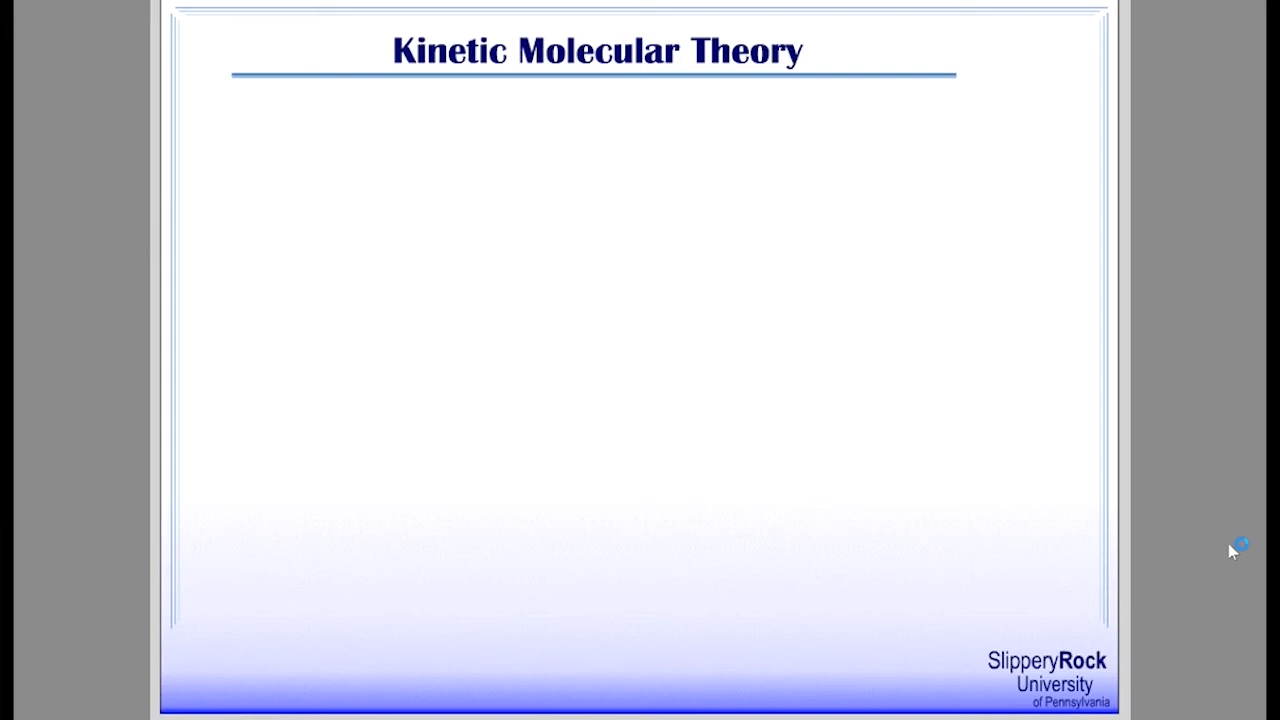 Kinetic Molecular Theory
SlipperyRock
University
of Pennsylvania